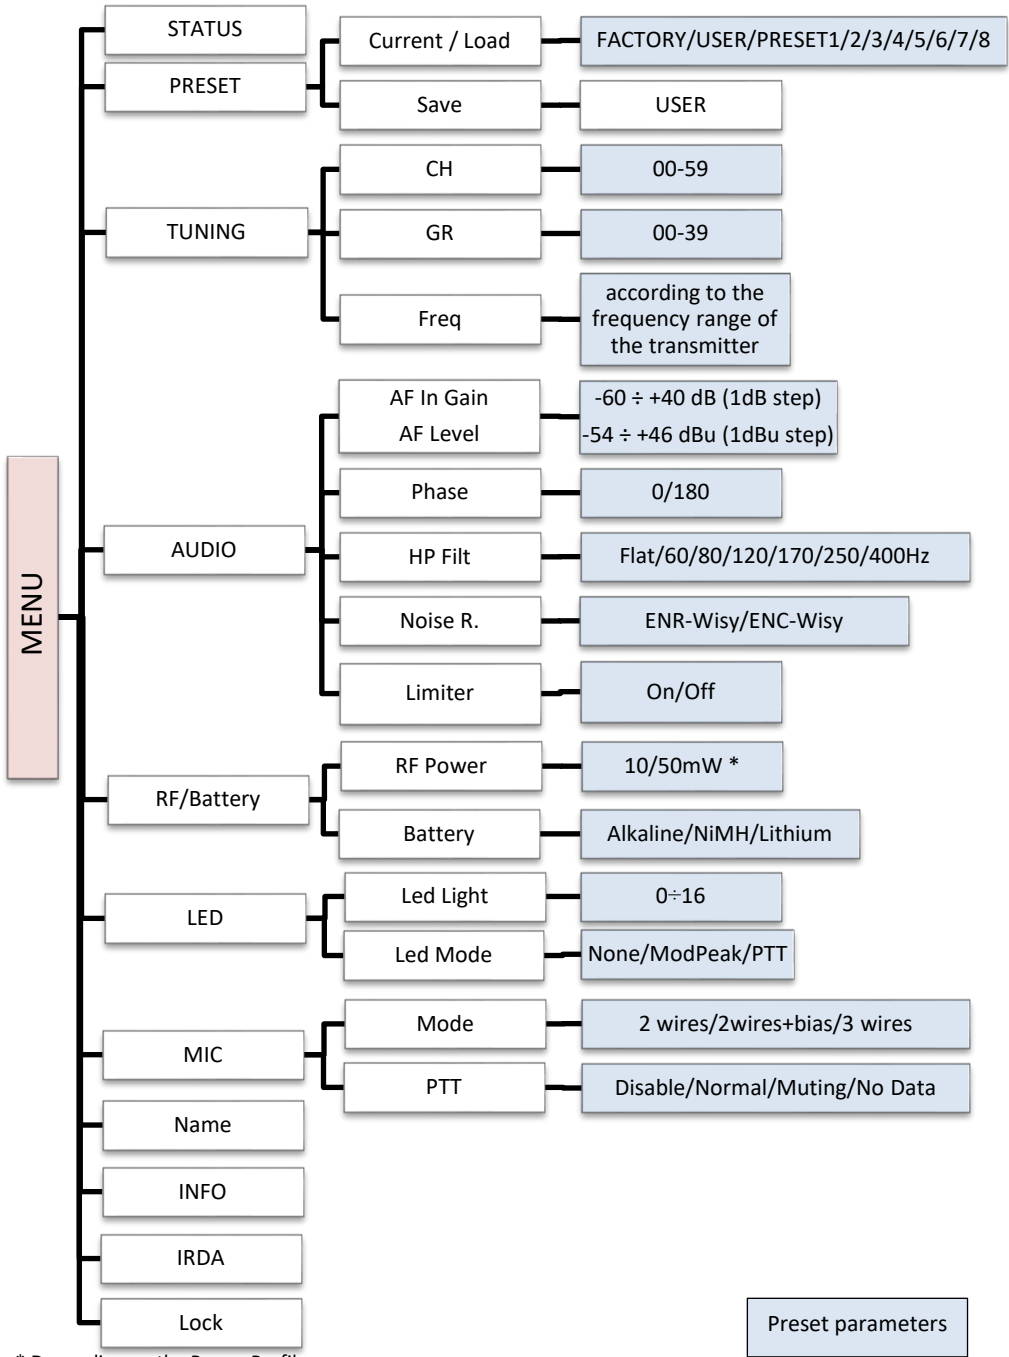 MENU
STATUS
PRESET
Current / Load
FACTORY/USER/PRESET1/2/3/4/5/6/7/8
Save
USER
TUNING
CH
00-59
GR
00-39
Freq
according to the
frequency range of
the transmitter
AUDIO
AF In Gain
AF Level
-60 ÷ +40 dB (1dB step)
-54 ÷ +46 dBu (1dBu step)
Phase
0/180
HP Filt
Flat/60/80/120/170/250/400Hz
Noise R.
ENR-Wisy/ENC-Wisy
Limiter
On/Off
RF/Battery
RF Power
10/50mW *
Battery
Alkaline/NiMH/Lithium
LED
Led Light
0÷16
Led Mode
None/ModPeak/PTT
MIC
Mode
2 wires/2wires+bias/3 wires
PTT
Disable/Normal/Muting/No Data
Name
INFO
IRDA
Lock
Preset parameters